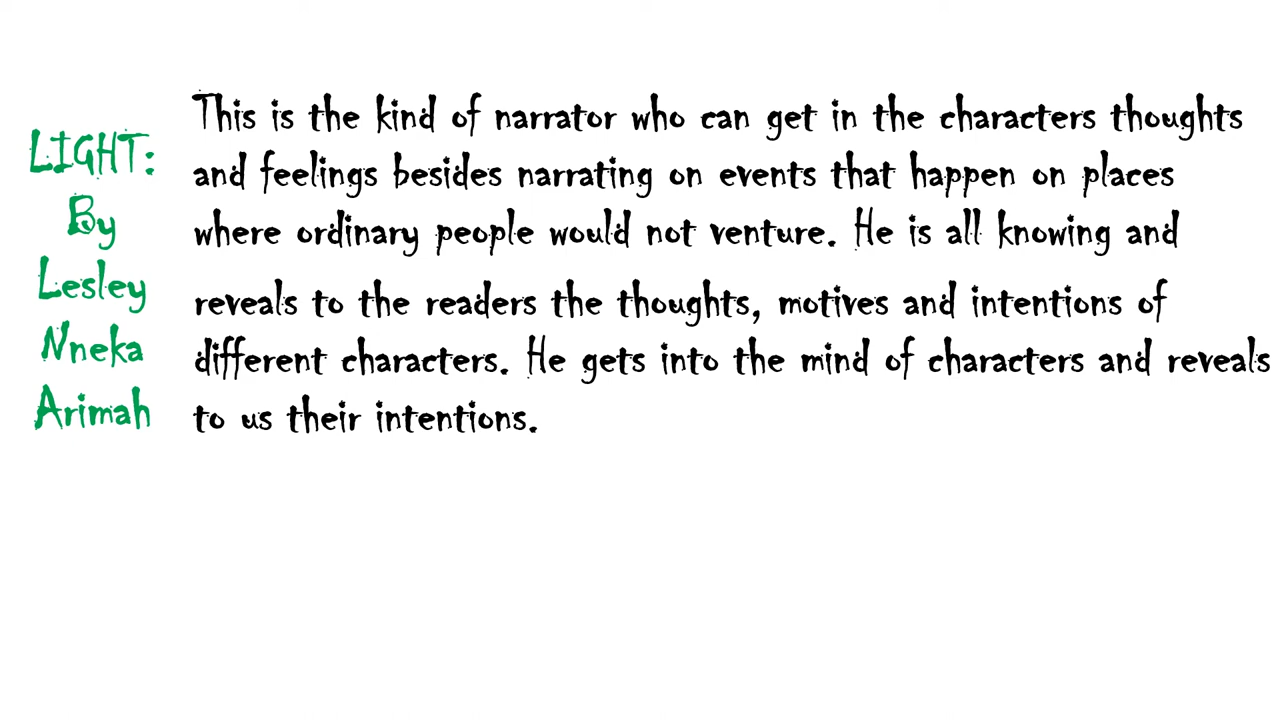 LIGHT:
By
Lesley
Nneka
Arimah
This is the kind of narrator who can get in the characters thoughts
and feelings besides narrating on events that happen on places
where ordinary people would not venture. He is all knowing and
reveals to the readers the thoughts, motives and intentions of
different characters. He gets into the mind of characters and reveals
to us their intentions.